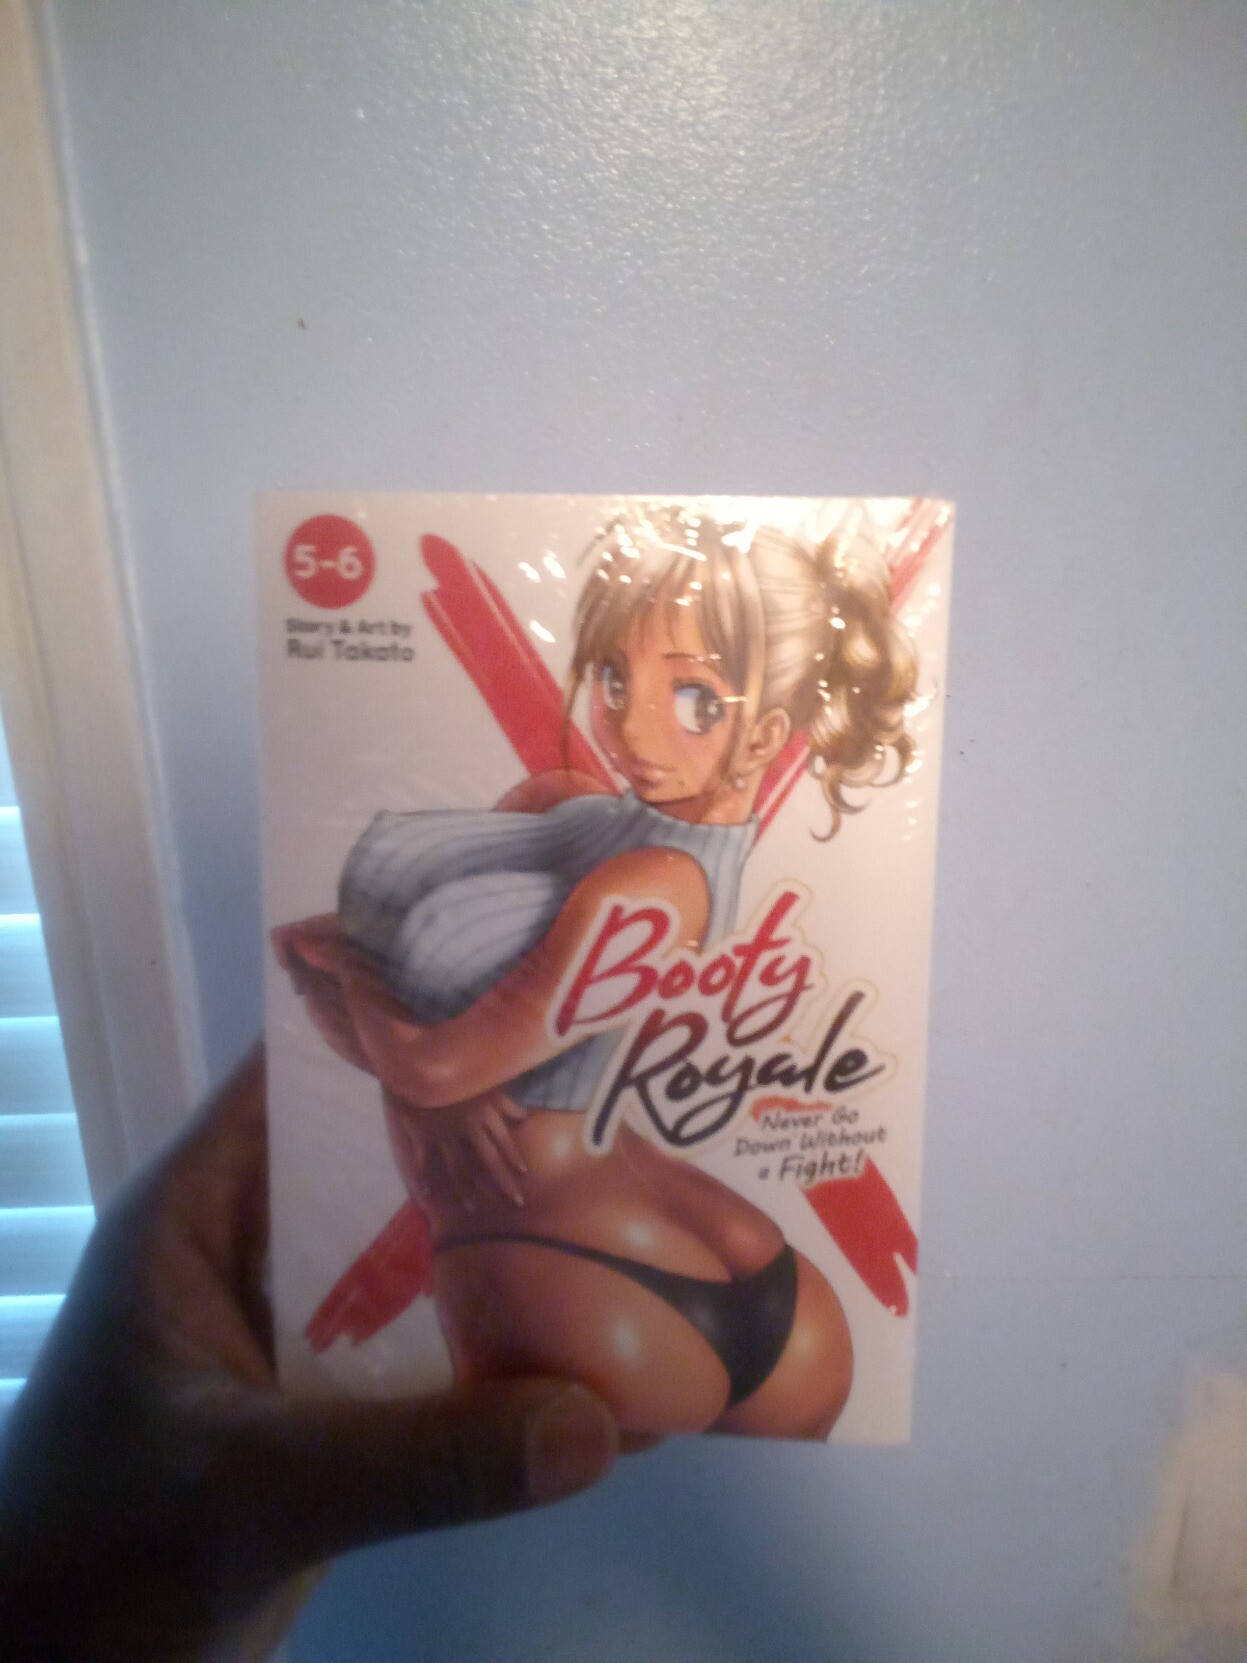 5-6
Story & Art by
Rui Takato
Booty
Royale
Never Go
Down Without
a Fight!